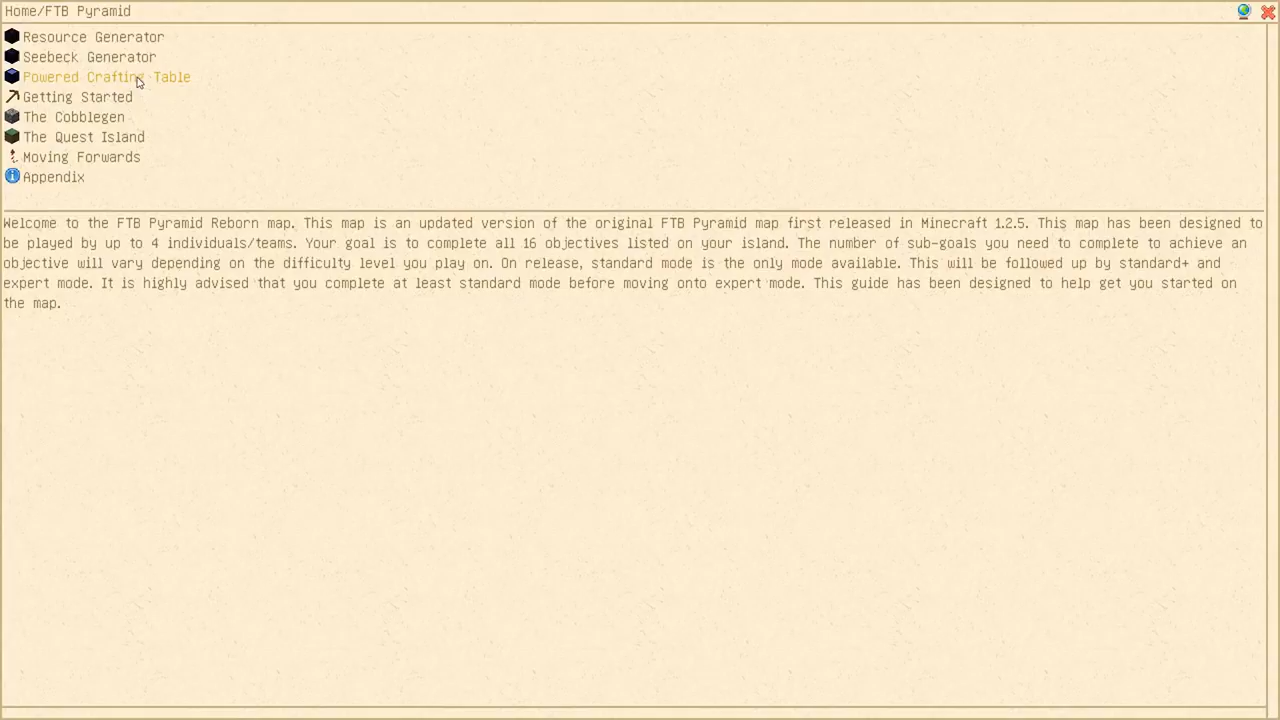 Home/FTB Pyramid
Resource Generator
Seebeck Generator
Powered Crafting Table
Getting Started
The Cobblegen
The Quest Island
Moving Forwards
Appendix
Welcome to the FTB Pyramid Reborn map. This map is an updated version of the original FTB Pyramid map first released in Minecraft 1.2.5. This map has been designed to
be played by up to 4 individuals/teams. Your goal is to complete all 16 objectives listed on your island. The number of sub-goals you need to complete to achieve an
objective will vary depending on the difficulty level you play on. On release, standard mode is the only mode available. This will be followed up by standard+ and
expert mode. It is highly advised that you complete at least standard mode before moving onto expert mode. This guide has been designed to help get you started on
the map.